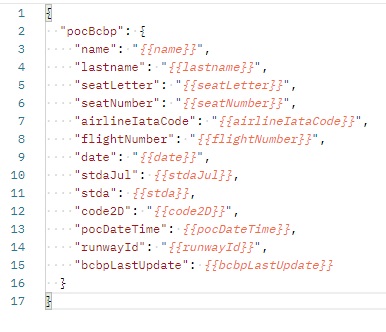 1 {
2 "pocBcbp": {
3 "name": "{{name}}",
4 "lastname": "{{lastname}}",
5 "seatLetter": "{{seatLetter}}",
6 "seatNumber": "{{seatNumber}}",
7 "airlineIataCode": "{{airlineIataCode}}",
8 "flightNumber": "{{flightNumber}}",
9 "date": "{{date}}",
10 "stdaJul": {{stdaJul}},
11 "stda": {{stda}},
12 "code2D": "{{code2D}}",
13 "pocDateTime": {{pocDateTime}},
14 "runwayId": "{{runwayId}}",
15 "bcbpLastUpdate": {{bcbpLastUpdate}}
16 }
17 }